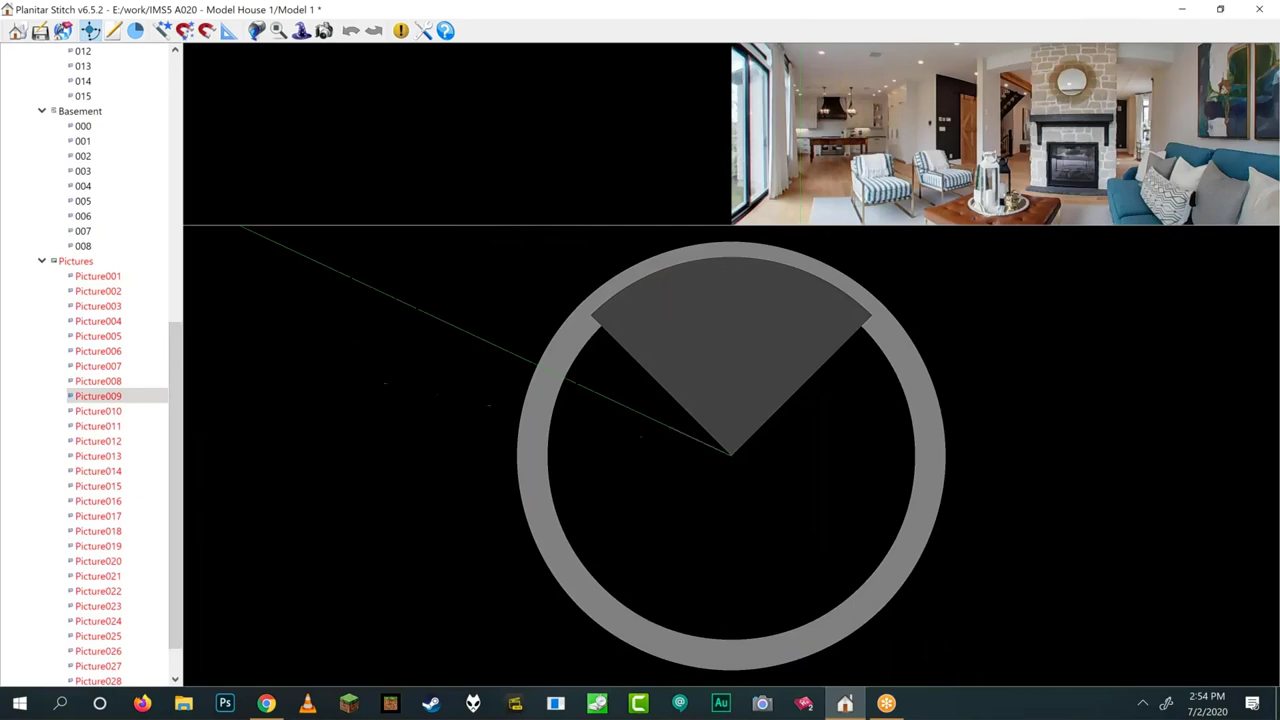 Planitar Stitch v6.5.2 - E:/work/IMS5 A020 - Model House 1/Model 1 *
012
013
014
015
Basement
000
001
002
003
004
005
006
007
008
Pictures
Picture001
Picture002
Picture003
Picture004
Picture005
Picture006
Picture007
Picture008
Picture009
Picture010
Picture011
Picture012
Picture013
Picture014
Picture015
Picture016
Picture017
Picture018
Picture019
Picture020
Picture021
Picture022
Picture023
Picture024
Picture025
Picture026
Picture027
Picture028
Ps
Au
2:54 PM
7/2/2020